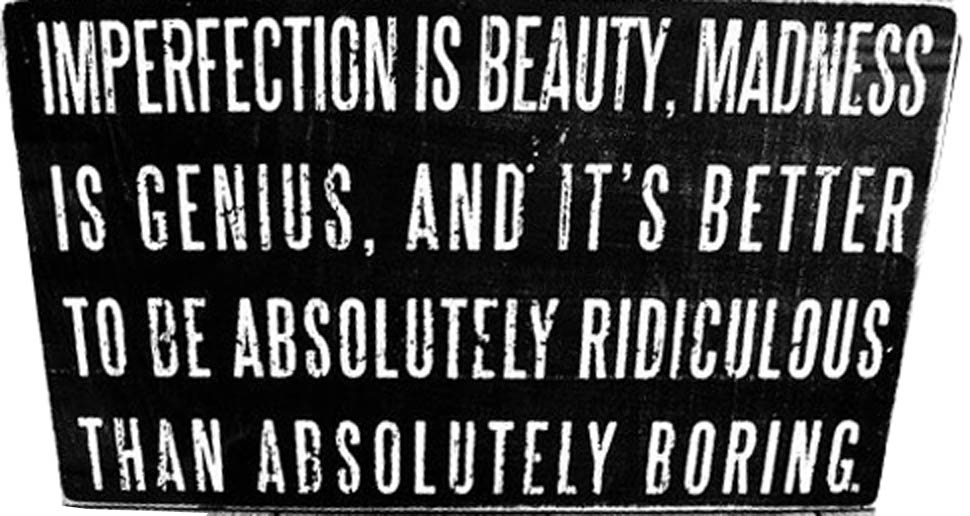 IMPERFECTION IS BEAUTY, MADNESS
IS GENIUS, AND IT'S BETTER
TO BE ABSOLUTELY RIDICULOUS
THAN ABSOLUTELY BORING.